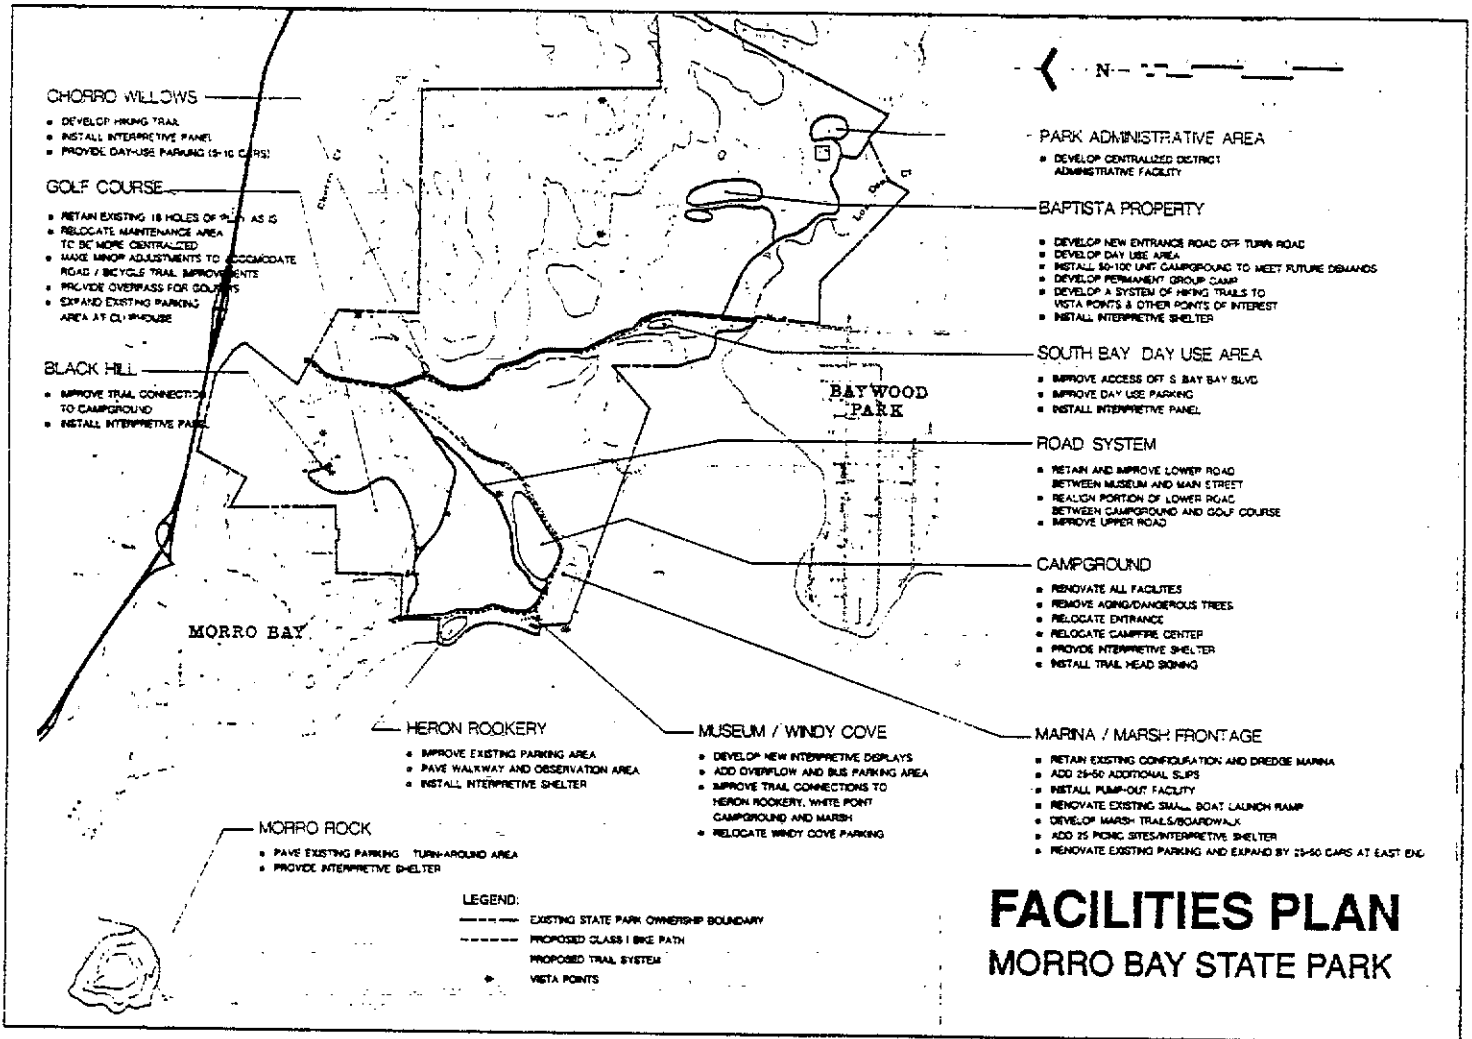 CHORRO WILLOWS
DEVELOP HIKING TRAIL
INSTALL INTERPRETIVE PANEL
PROVIDE DAY-USE PARKING (5-10 CARS)
GOLF COURSE
RETAIN EXISTING 18 HOLES OF PLAY AS IS
RELOCATE MAINTENANCE AREA
TO BE MORE CENTRALIZED
MAKE MINOR ADJUSTMENTS TO ACCOMODATE
ROAD / BICYCLE TRAIL IMPROVEMENTS
PROVIDE OVERPASS FOR GOLFERS
EXPAND EXISTING PARKING
AREA AT CLUBHOUSE
BLACK HILL
IMPROVE TRAIL CONNECTION
TO CAMPGROUND
INSTALL INTERPRETIVE PANEL
Chorro Cr
Los Osos Cr
N
PARK ADMINISTRATIVE AREA
DEVELOP CENTRALIZED DISTRICT
ADMINISTRATIVE FACILITY
BAPTISTA PROPERTY
DEVELOP NEW ENTRANCE ROAD OFF TURRI ROAD
DEVELOP DAY USE AREA
INSTALL 50-100 UNIT CAMPGROUND TO MEET FUTURE DEMANDS
DEVELOP PERMANENT GROUP CAMP
DEVELOP A SYSTEM OF HIKING TRAILS TO
VISTA POINTS & OTHER POINTS OF INTEREST
INSTALL INTERPRETIVE SHELTER
SOUTH BAY DAY USE AREA
IMPROVE ACCESS OFF S BAY BAY BLVD
IMPROVE DAY USE PARKING
INSTALL INTERPRETIVE PANEL
BAYWOOD
PARK
ROAD SYSTEM
RETAIN AND IMPROVE LOWER ROAD
BETWEEN MUSEUM AND MAIN STREET
REALIGN PORTION OF LOWER ROAD
BETWEEN CAMPGROUND AND GOLF COURSE
IMPROVE UPPER ROAD
CAMPGROUND
RENOVATE ALL FACILITES
REMOVE AGING/DANGEROUS TREES
RELOCATE ENTRANCE
RELOCATE CAMPFIRE CENTER
PROVIDE INTERPRETIVE SHELTER
INSTALL TRAIL HEAD SIGNING
MORRO BAY
HERON ROOKERY
IMPROVE EXISTING PARKING AREA
PAVE WALKWAY AND OBSERVATION AREA
INSTALL INTERPRETIVE SHELTER
MUSEUM / WINDY COVE
DEVELOP NEW INTERPRETIVE DISPLAYS
ADD OVERFLOW AND BUS PARKING AREA
IMPROVE TRAIL CONNECTIONS TO
HERON ROOKERY, WHITE POINT
CAMPGROUND AND MARSH
RELOCATE WINDY COVE PARKING
MARINA / MARSH FRONTAGE
RETAIN EXISTING CONFIGURATION AND DREDGE MARINA
ADD 25-50 ADDITIONAL SLIPS
INSTALL PUMP-OUT FACILITY
RENOVATE EXISTING SMALL BOAT LAUNCH RAMP
DEVELOP MARSH TRAILS/BOARDWALK
ADD 25 PICNIC SITES/INTERPRETIVE SHELTER
RENOVATE EXISTING PARKING AND EXPAND BY 25-50 CARS AT EAST END
MORRO ROCK
PAVE EXISTING PARKING TURN-AROUND AREA
PROVIDE INTERPRETIVE SHELTER
LEGEND:
EXISTING STATE PARK OWNERSHIP BOUNDARY
PROPOSED CLASS I BIKE PATH
PROPOSED TRAIL SYSTEM
VISTA POINTS
FACILITIES PLAN
MORRO BAY STATE PARK